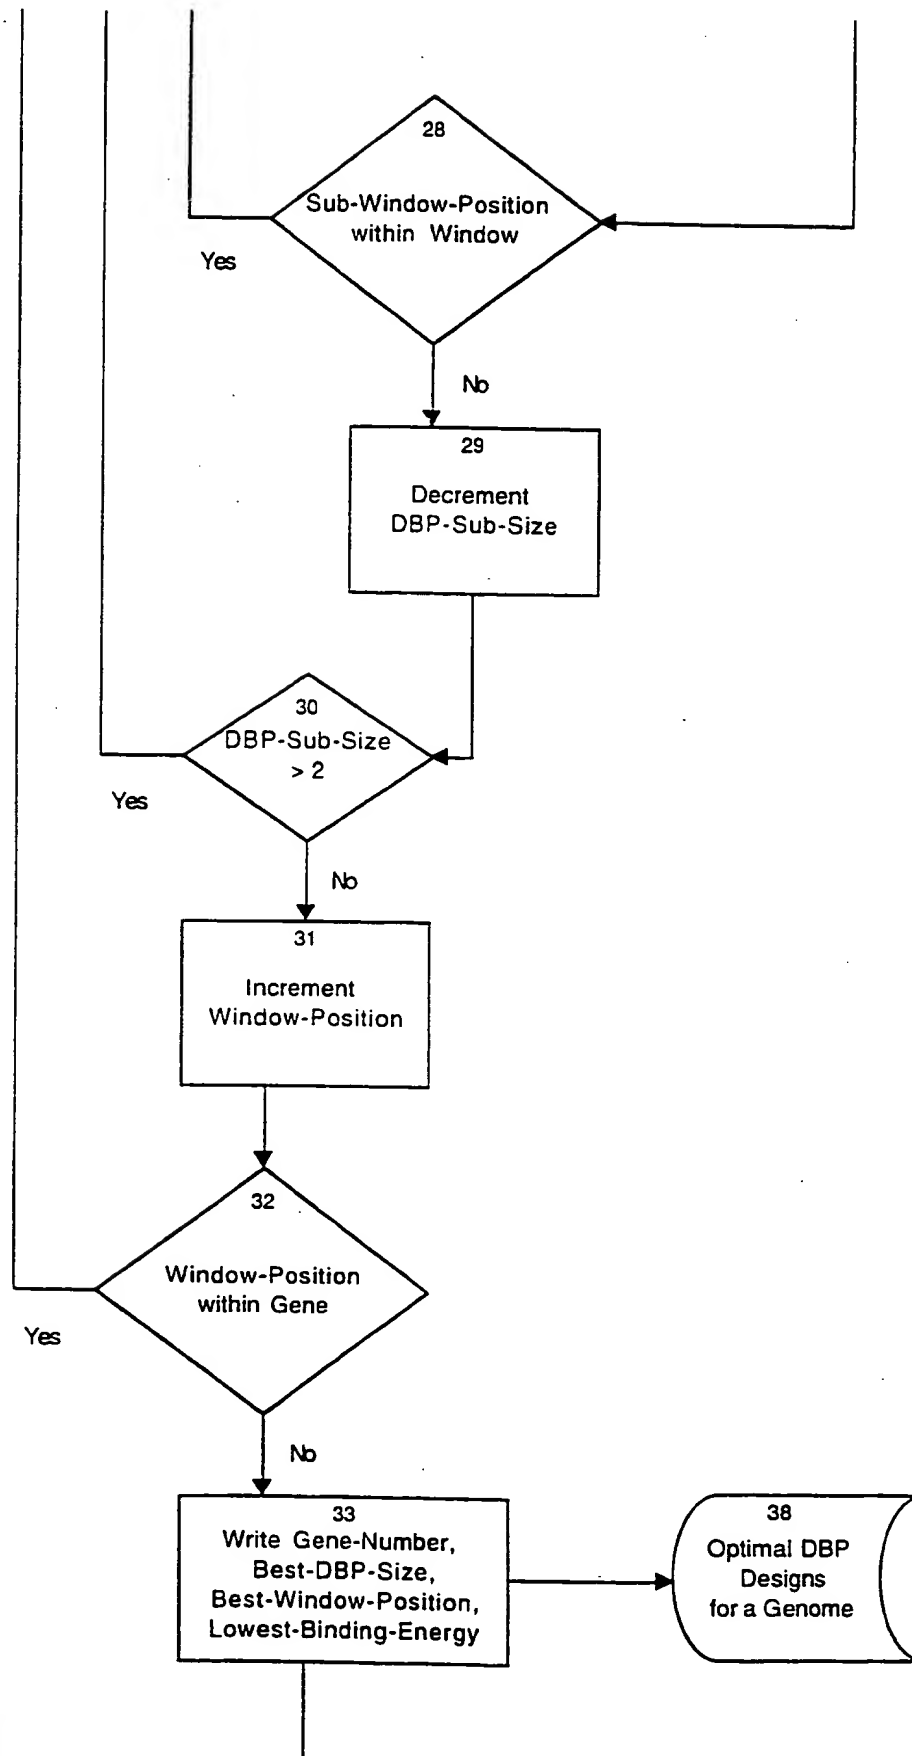 28
Sub-Window-Position
within Window
Yes
No
29
Decrement
DBP-Sub-Size
30
DBP-Sub-Size
> 2
Yes
No
31
Increment
Window-Position
32
Window-Position
within Gene
Yes
No
33
Write Gene-Number,
Best-DBP-Size,
Best-Window-Position,
Lowest-Binding-Energy
38
Optimal DBP
Designs
for a Genome